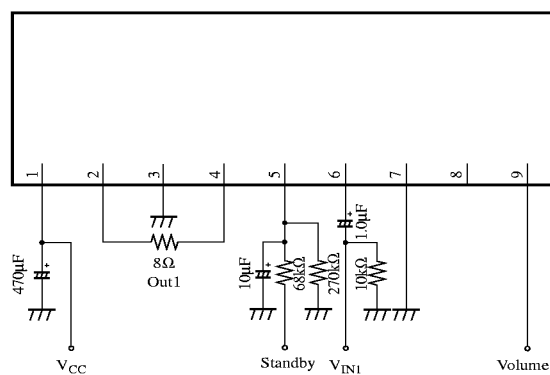 1 2 3 4 5 6 7 8 9
470µF
8Ω
Out1
10µF
68kΩ
270kΩ
1.0µF
10kΩ
VCC
Standby
VIN1
Volume